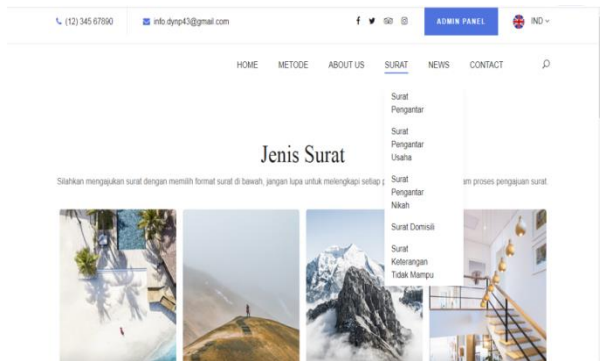 (12) 345 67890 info.dynp43@gmail.com ADMIN PANEL IND
HOME METODE ABOUT US SURAT NEWS CONTACT
Surat
Pengantar
Surat
Pengantar
Usaha
Surat
Pengantar
Nikah
Surat Domisili
Surat
Keterangan
Tidak Mampu
Jenis Surat
Silahkan mengajukan surat dengan memilih format surat di bawah, jangan lupa untuk melengkapi setiap proses pengajuan surat.